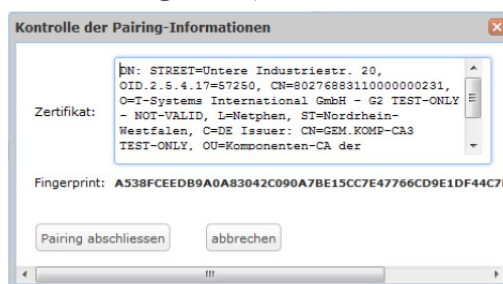 Kontrolle der Pairing-Informationen
DN: STREET=Untere Industriestr. 20,
OID.2.5.4.17=57250, CN=80276883110000000231,
O=T-Systems International GmbH - G2 TEST-ONLY
- NOT-VALID, L=Netphen, ST=Nordrhein-
Westfalen, C=DE Issuer: CN=GEM.KOMP-CA3
TEST-ONLY, OU=Komponenten-CA der
Zertifikat:
Fingerprint: A538FCEEDB9A0A83042C090A7BE15CC7E47766CD9E1DF44C7
Pairing abschliessen abbrechen